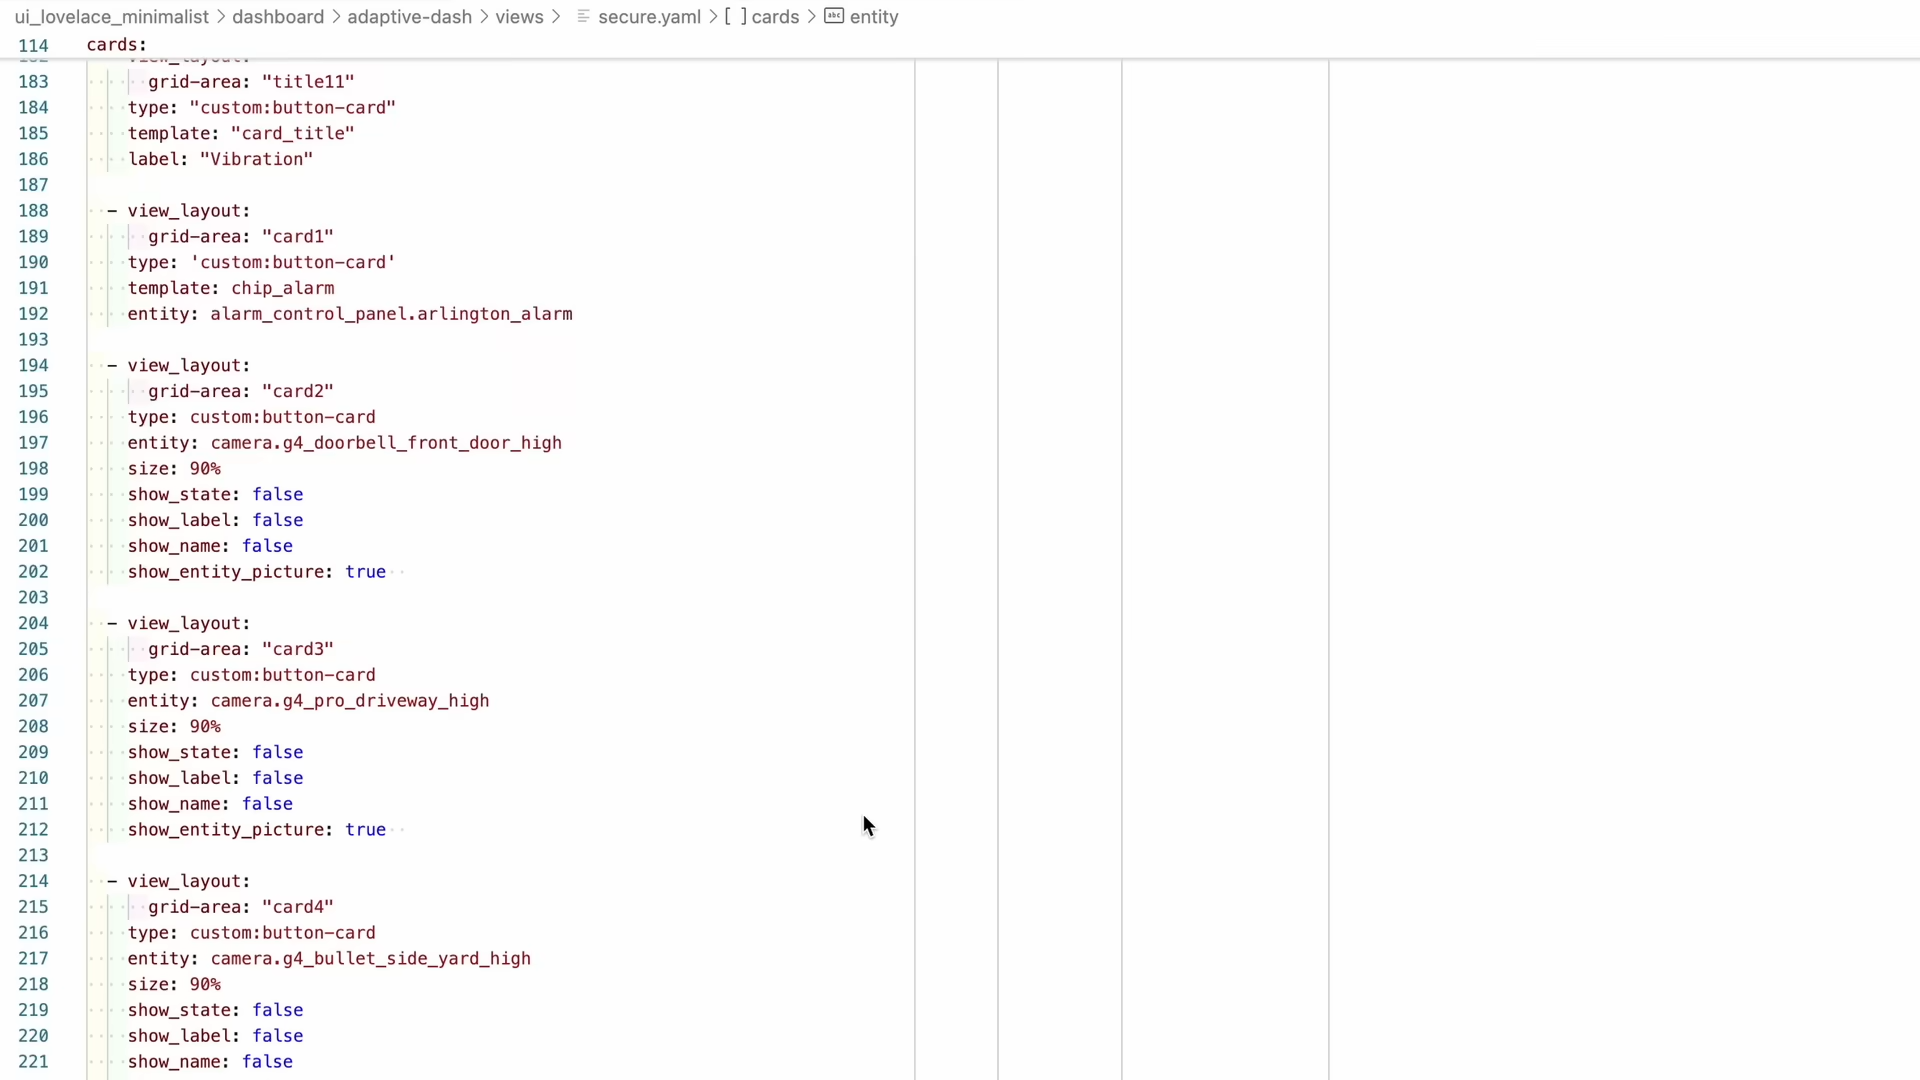 ui_lovelace_minimalist > dashboard > adaptive-dash > views > secure.yaml > [ ] cards > abc entity
114 cards:
182 view_layout:
183 grid-area: "title11"
184 type: "custom:button-card"
185 template: "card_title"
186 label: "Vibration"
187
188 - view_layout:
189 grid-area: "card1"
190 type: 'custom:button-card'
191 template: chip_alarm
192 entity: alarm_control_panel.arlington_alarm
193
194 - view_layout:
195 grid-area: "card2"
196 type: custom:button-card
197 entity: camera.g4_doorbell_front_door_high
198 size: 90%
199 show_state: false
200 show_label: false
201 show_name: false
202 show_entity_picture: true
203
204 - view_layout:
205 grid-area: "card3"
206 type: custom:button-card
207 entity: camera.g4_pro_driveway_high
208 size: 90%
209 show_state: false
210 show_label: false
211 show_name: false
212 show_entity_picture: true
213
214 - view_layout:
215 grid-area: "card4"
216 type: custom:button-card
217 entity: camera.g4_bullet_side_yard_high
218 size: 90%
219 show_state: false
220 show_label: false
221 show_name: false